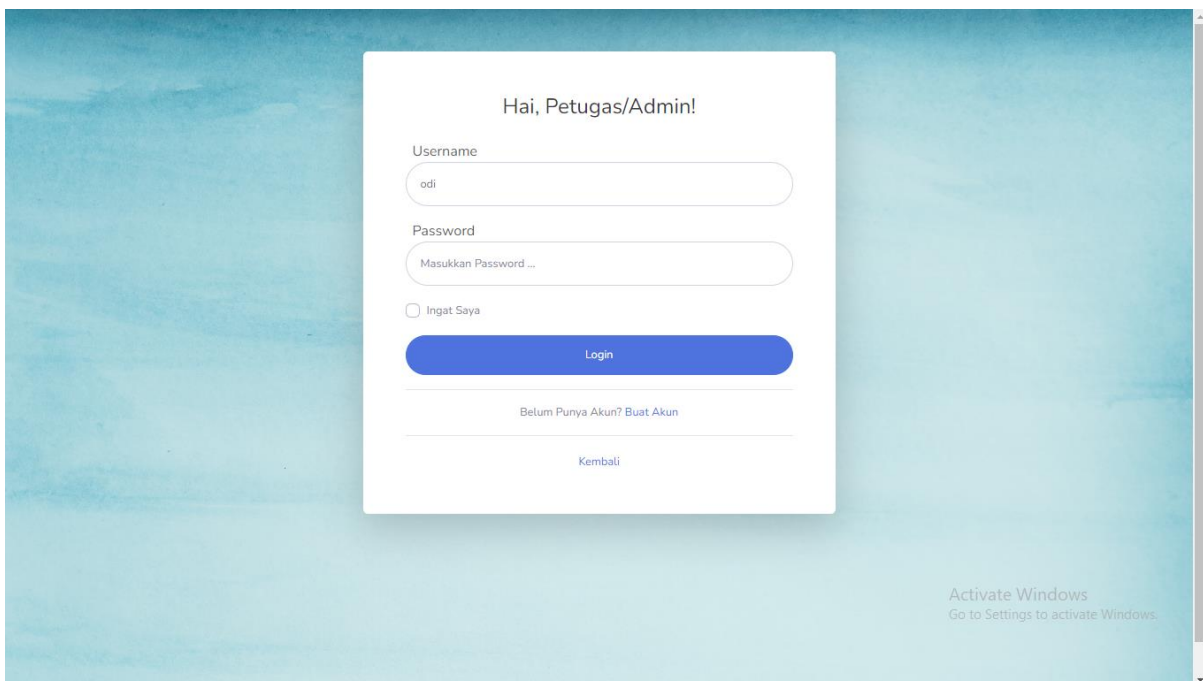 Hai, Petugas/Admin!
Username
odi
Password
Masukkan Password ...
Ingat Saya
Login
Belum Punya Akun? Buat Akun
Kembali
Activate Windows
Go to Settings to activate Windows.